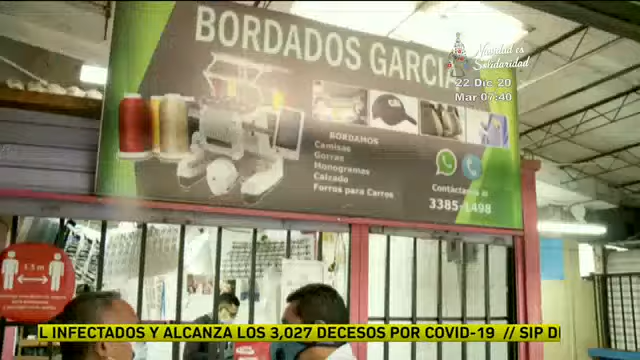 BORDADOS GARCIA
Navidad es
Solidaridad
22 Dic 20
Mar 07:40
BORDAMOS
Camisas
Gorras
Monogramas
Calzado
Forros para Carros
Contáctanos al
3385-1498
1.5 m
L INFECTADOS Y ALCANZA LOS 3,027 DECESOS POR COVID-19 // SIP D